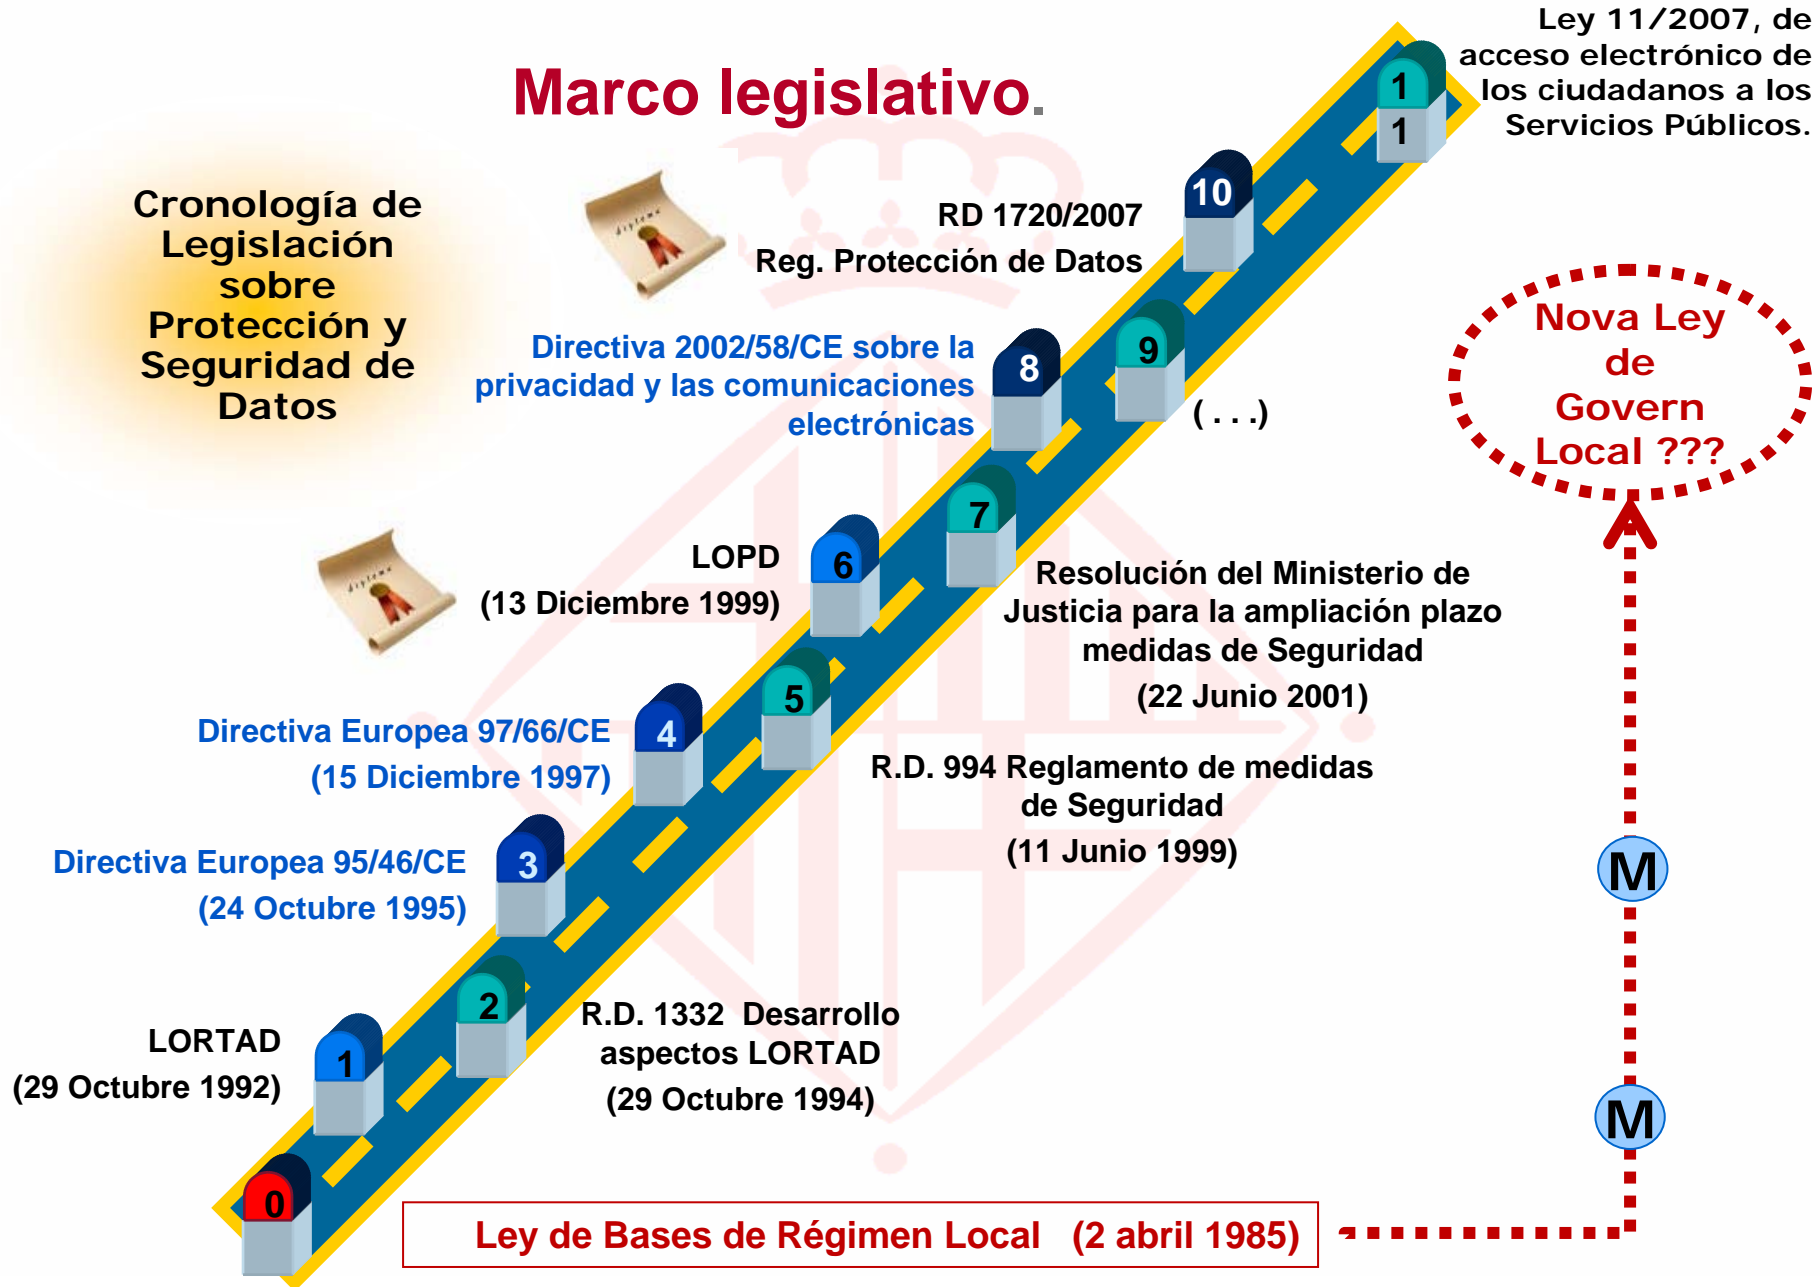 Marco legislativo.
Ley 11/2007, de
acceso electrónico de
los ciudadanos a los
Servicios Públicos.
Cronología de
Legislación
sobre
Protección y
Seguridad de
Datos
1
1
10
RD 1720/2007
Reg. Protección de Datos
Nova Ley
de
Govern
Local ???
Directiva 2002/58/CE sobre la
privacidad y las comunicaciones
electrónicas
8
9
( . . .)
7
LOPD
(13 Diciembre 1999)
6
Resolución del Ministerio de
Justicia para la ampliación plazo
medidas de Seguridad
(22 Junio 2001)
5
Directiva Europea 97/66/CE
(15 Diciembre 1997)
4
R.D. 994 Reglamento de medidas
de Seguridad
(11 Junio 1999)
Directiva Europea 95/46/CE
(24 Octubre 1995)
3
M
2
R.D. 1332 Desarrollo
aspectos LORTAD
(29 Octubre 1994)
LORTAD
(29 Octubre 1992)
1
M
0
Ley de Bases de Régimen Local (2 abril 1985)
diploma
diploma